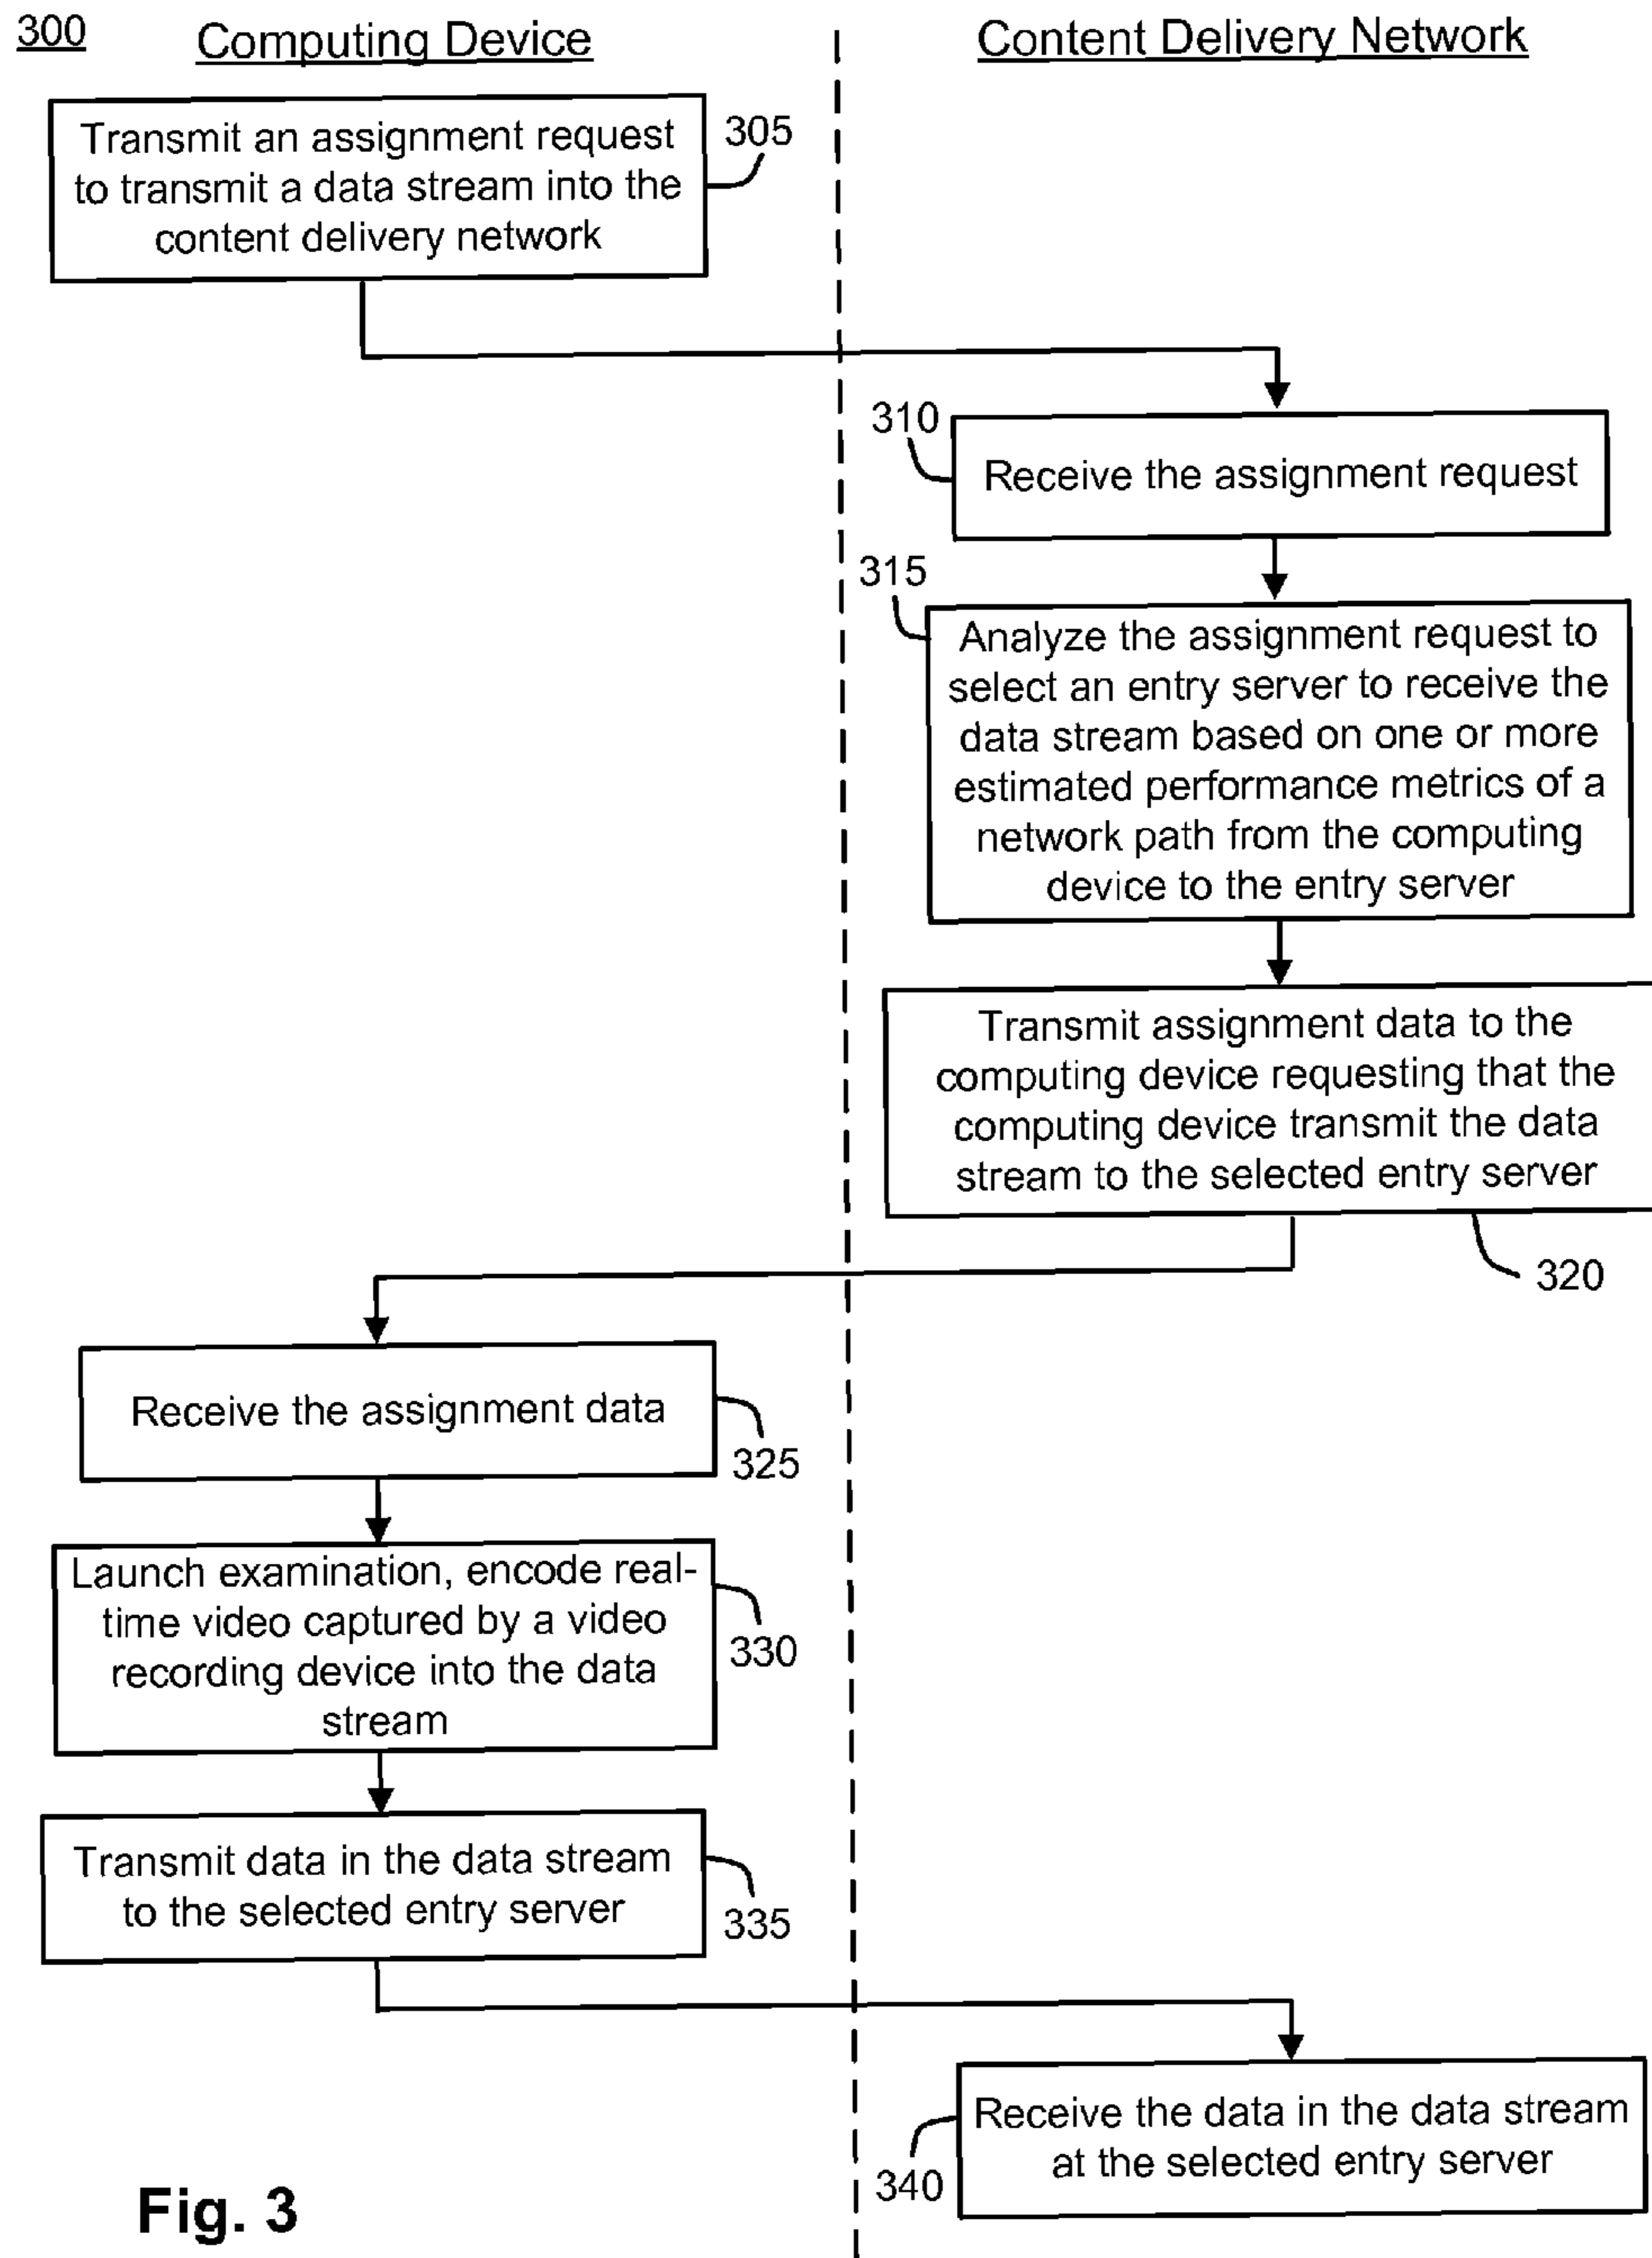 300
Computing Device
Content Delivery Network
Transmit an assignment request
to transmit a data stream into the
content delivery network
305
310
Receive the assignment request
315
Analyze the assignment request to
select an entry server to receive the
data stream based on one or more
estimated performance metrics of a
network path from the computing
device to the entry server
Transmit assignment data to the
computing device requesting that the
computing device transmit the data
stream to the selected entry server
320
Receive the assignment data
325
Launch examination, encode real-
time video captured by a video
recording device into the data
stream
330
Transmit data in the data stream
to the selected entry server
335
Receive the data in the data stream
at the selected entry server
340
Fig. 3